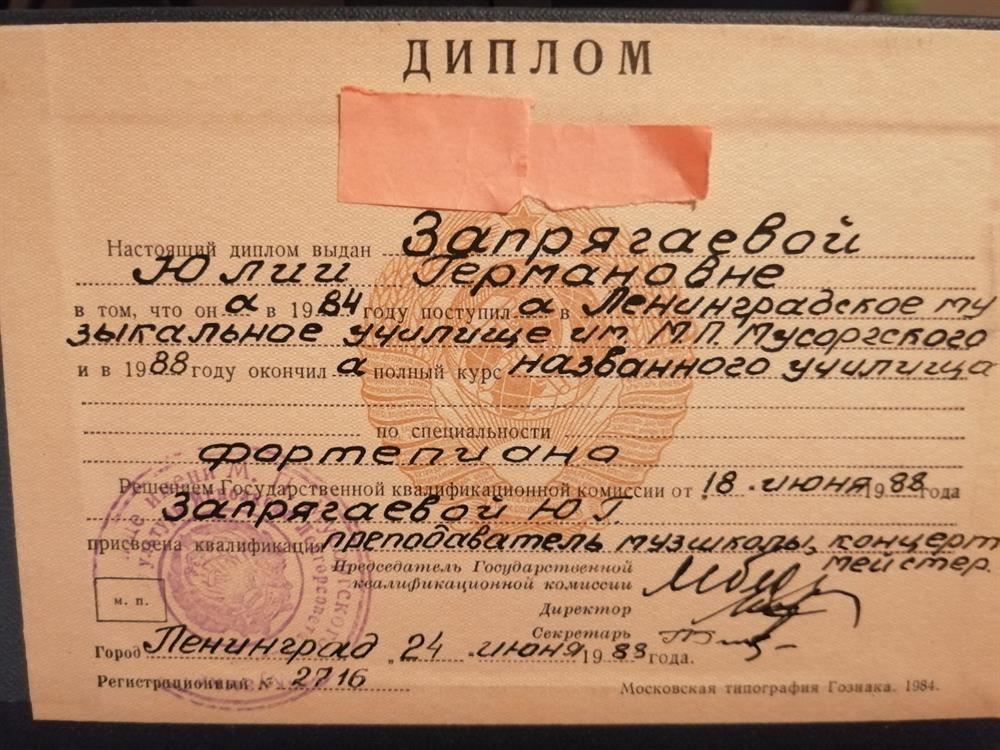 ДИПЛОМ
Настоящий диплом выдан Запрягаевой
Юлии Германовне
в том, что он а в 1984 году поступил а в Ленинградское му
зыкальное училище им. М.П. Мусоргского
и в 1988 году окончил а полный курс названного училища
по специальности
фортепиано
Решением Государственной квалификационной комиссии от 18 июня 1988 года
Запрягаевой Ю.Г.
присвоена квалификация преподаватель музшколы, концерт
мейстер.
Председатель Государственной
квалификационной комиссии
Директор
м. п.
Секретарь
Город Ленинград „ 24 июня 1988 года.
Регистрационный № 2716
Московская типография Гознака. 1984.